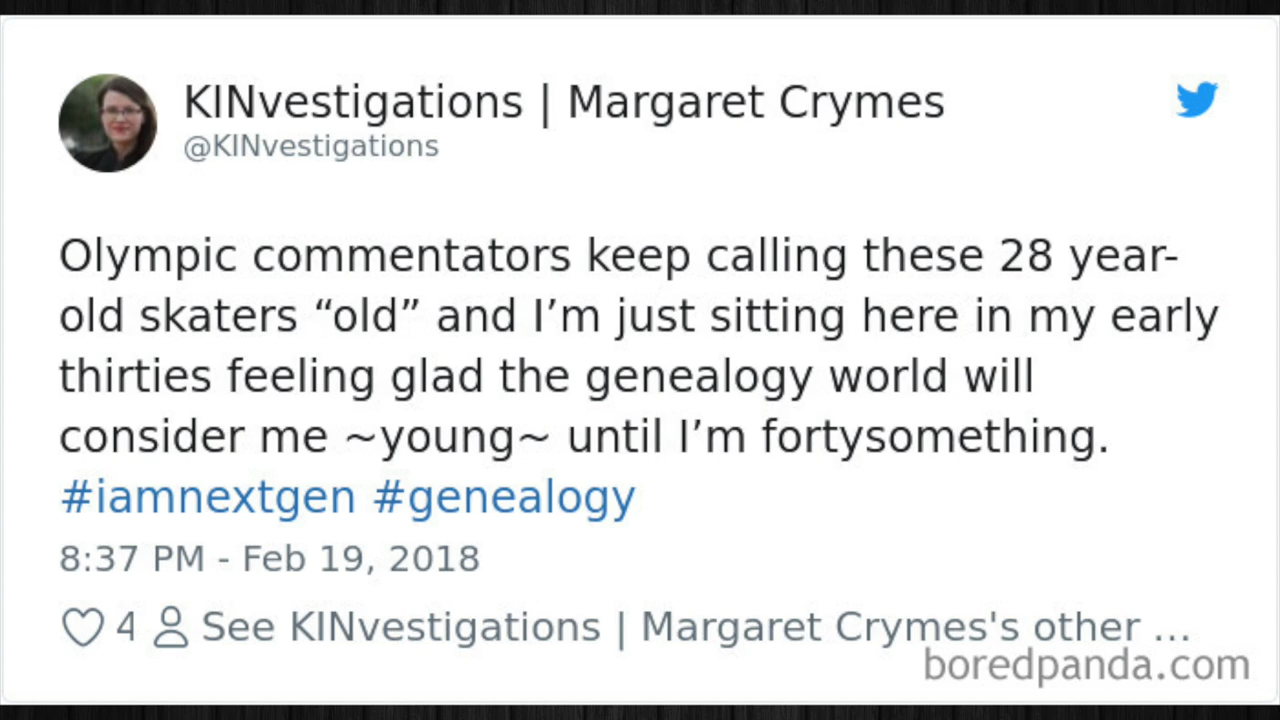 KINvestigations | Margaret Crymes
@KINvestigations
Olympic commentators keep calling these 28 year-
old skaters “old” and I’m just sitting here in my early
thirties feeling glad the genealogy world will
consider me ~young~ until I’m fortysomething.
#iamnextgen #genealogy
8:37 PM - Feb 19, 2018
4 See KINvestigations | Margaret Crymes's other ...
boredpanda.com